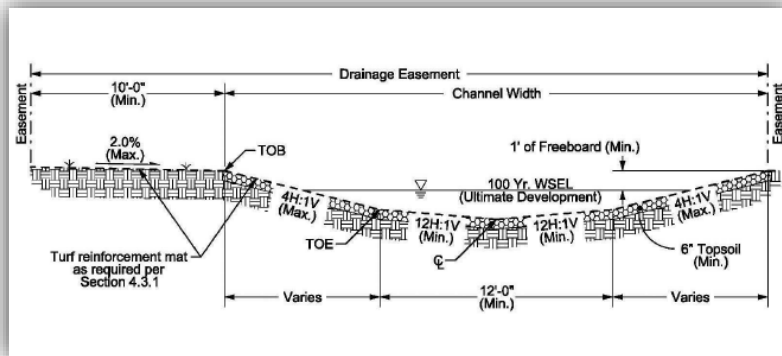 Drainage Easement
10'-0"
(Min.)
Channel Width
Easement
Easement
2.0%
(Max.)
TOB
1' of Freeboard (Min.)
100 Yr. WSEL
(Ultimate Development)
4H:1V
(Max.)
4H:1V
(Max.)
TOE
12H:1V
(Min.)
12H:1V
(Min.)
Turf reinforcement mat
as required per
Section 4.3.1
℄
6" Topsoil
(Min.)
Varies
12'-0"
(Min.)
Varies